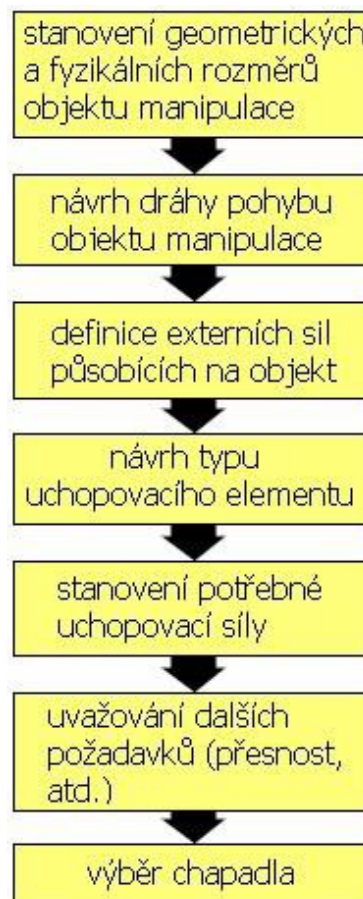 stanovení geometrických
a fyzikálních rozměrů
objektu manipulace
návrh dráhy pohybu
objektu manipulace
definice externích sil
působících na objekt
návrh typu
uchopovacího elementu
stanovení potřebné
uchopovací síly
uvažování dalších
požadavků (přesnost,
atd.)
výběr chapadla